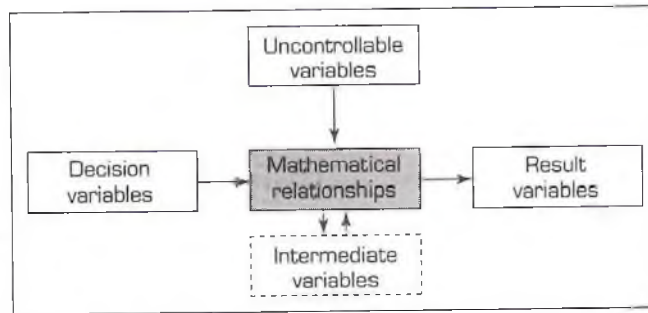 Uncontrollable
variables
Decision
variables
Mathematical
relationships
Result
variables
Intermediate
variables